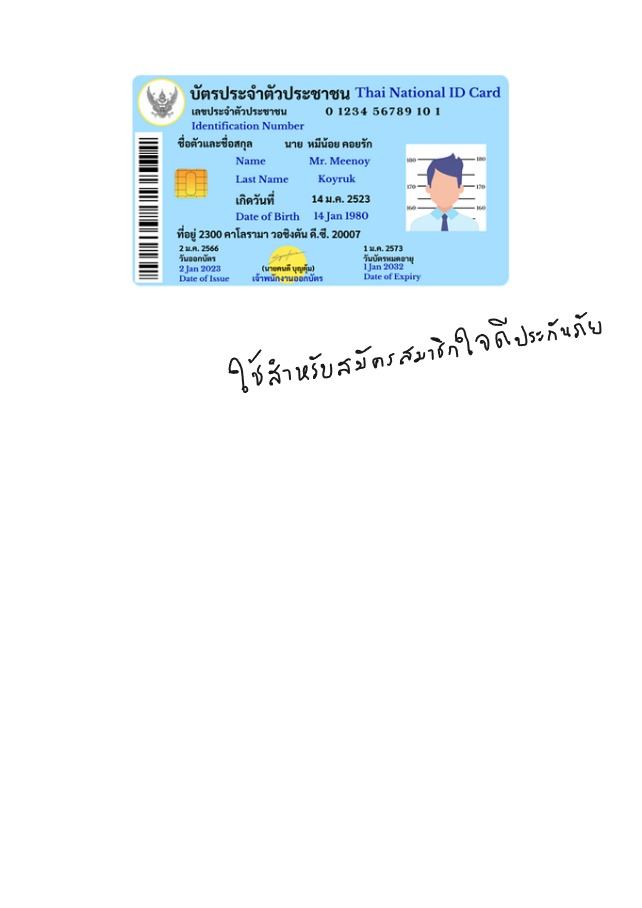 บัตรประจำตัวประชาชน Thai National ID Card
เลขประจำตัวประชาชน 0 1234 56789 10 1
Identification Number
ชื่อตัวและชื่อสกุล นาย หมีน้อย คอยรัก
Name Mr. Meenoy
Last Name Koyruk
เกิดวันที่ 14 ม.ค. 2523
Date of Birth 14 Jan 1980
ที่อยู่ 2300 คาโลรามา วอชิงตัน ดี.ซี. 20007
2 ม.ค. 2566
วันออกบัตร
2 Jan 2023
Date of Issue
(นายคนดี บุญคุ้ม)
เจ้าพนักงานออกบัตร
1 ม.ค. 2573
วันบัตรหมดอายุ
1 Jan 2032
Date of Expiry
180 180
170 170
160 160
ใช้สำหรับสมัครสมาชิกใจดีประกันภัย